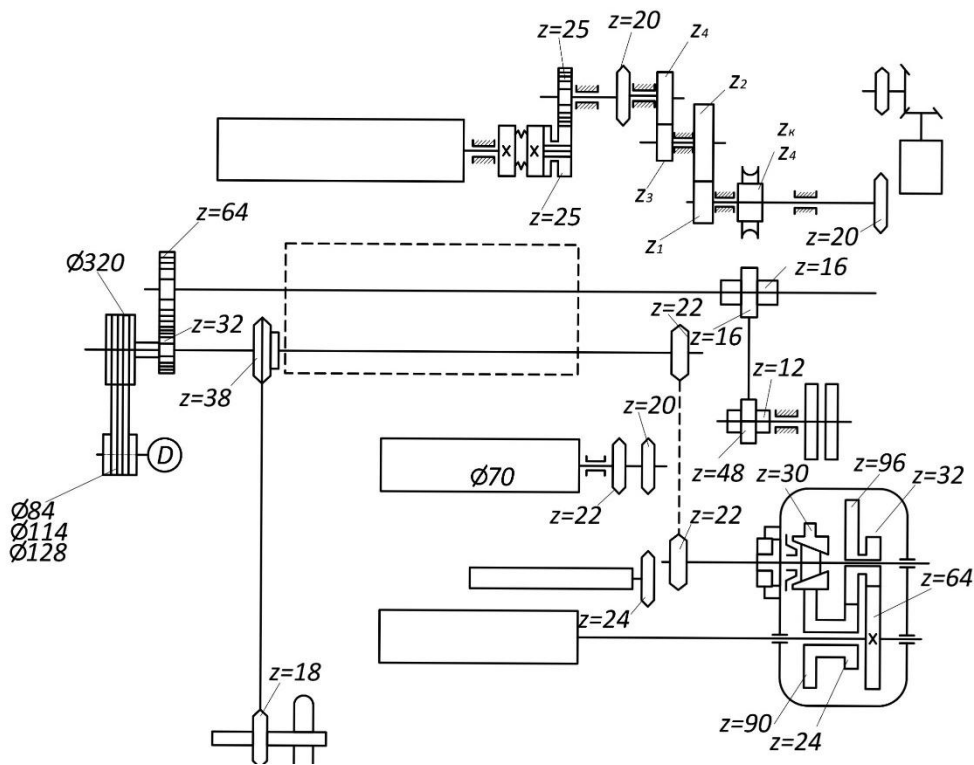 z=25
z=20
z₄
z₂
zₖ
z₄
z₃
z=25
z₁
z=20
z=64
Ø320
z=16
z=22
z=16
z=32
z=38
z=12
z=20
D
Ø70
z=48
z=30
z=96
z=32
z=22
Ø84
Ø114
Ø128
z=22
z=64
z=24
z=18
z=90
z=24